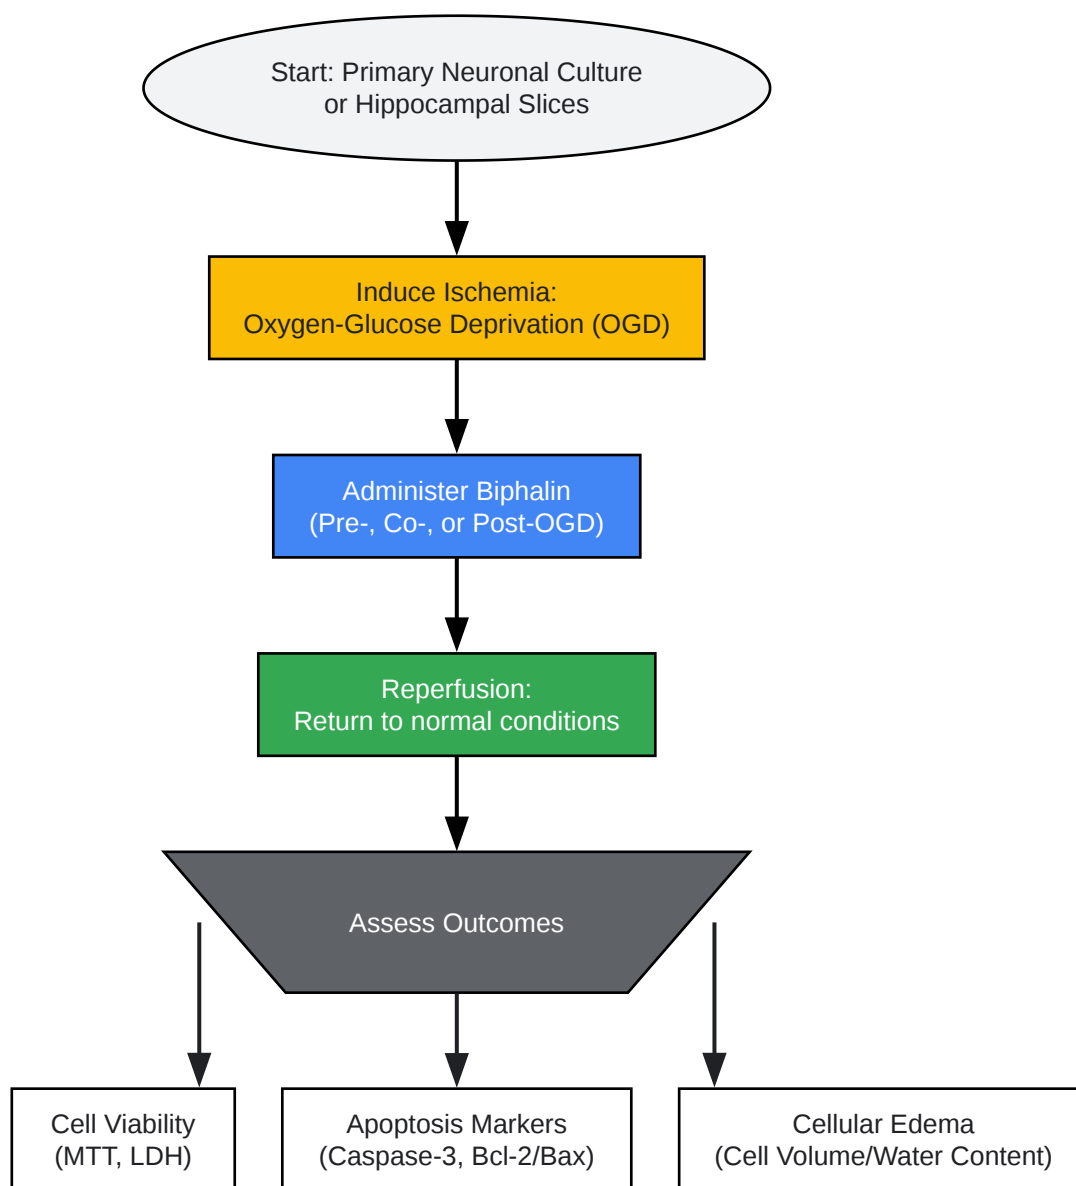 Start: Primary Neuronal Culture
or Hippocampal Slices
Induce Ischemia:
Oxygen-Glucose Deprivation (OGD)
Administer Biphalin
(Pre-, Co-, or Post-OGD)
Reperfusion:
Return to normal conditions
Assess Outcomes
Cell Viability
(MTT, LDH)
Apoptosis Markers
(Caspase-3, Bcl-2/Bax)
Cellular Edema
(Cell Volume/Water Content)